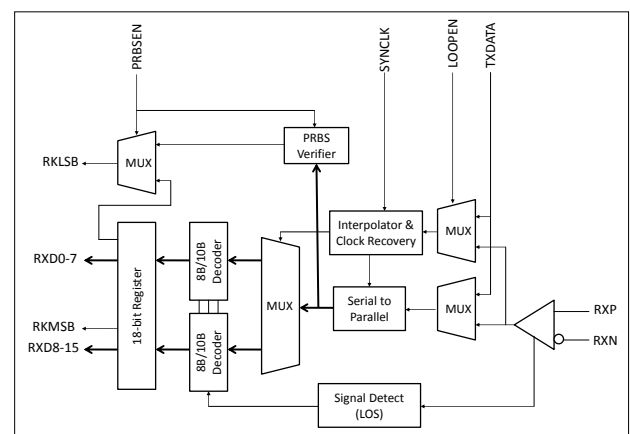 PRBSEN
SYNCLK
LOOPEN
TXDATA
PRBS
Verifier
MUX
RKLSB
Interpolator &
Clock Recovery
MUX
RXD0-7
18-bit Register
8B/10B
Decoder
MUX
Serial to
Parallel
MUX
RXP
RXN
RKMSB
RXD8-15
8B/10B
Decoder
Signal Detect
(LOS)